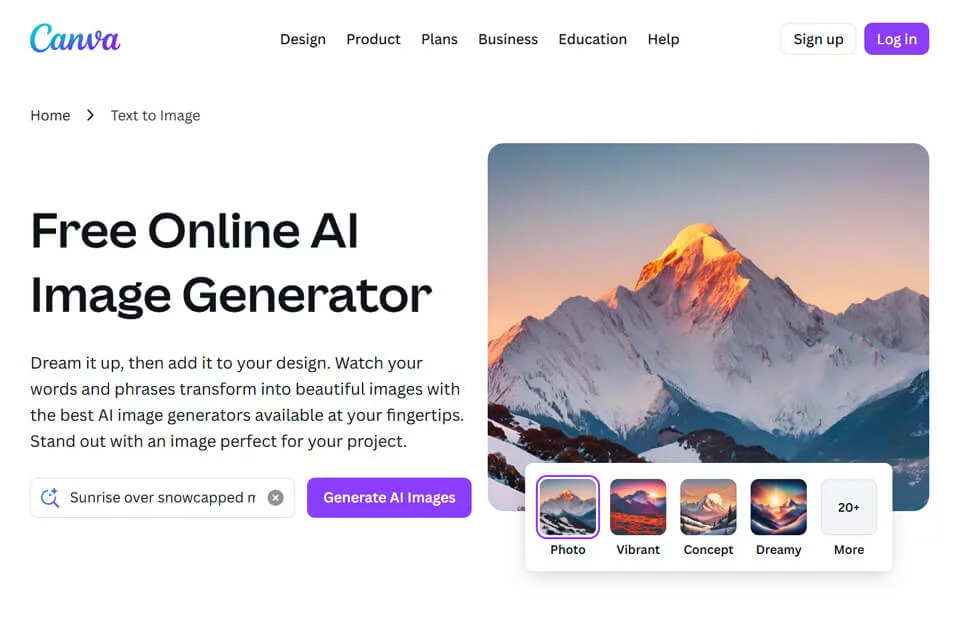 Canva
Design Product Plans Business Education Help
Sign up Log in
Home Text to Image
Free Online AI
Image Generator
Dream it up, then add it to your design. Watch your
words and phrases transform into beautiful images with
the best AI image generators available at your fingertips.
Stand out with an image perfect for your project.
Sunrise over snowcapped m
Generate AI Images
20+
Photo Vibrant Concept Dreamy More